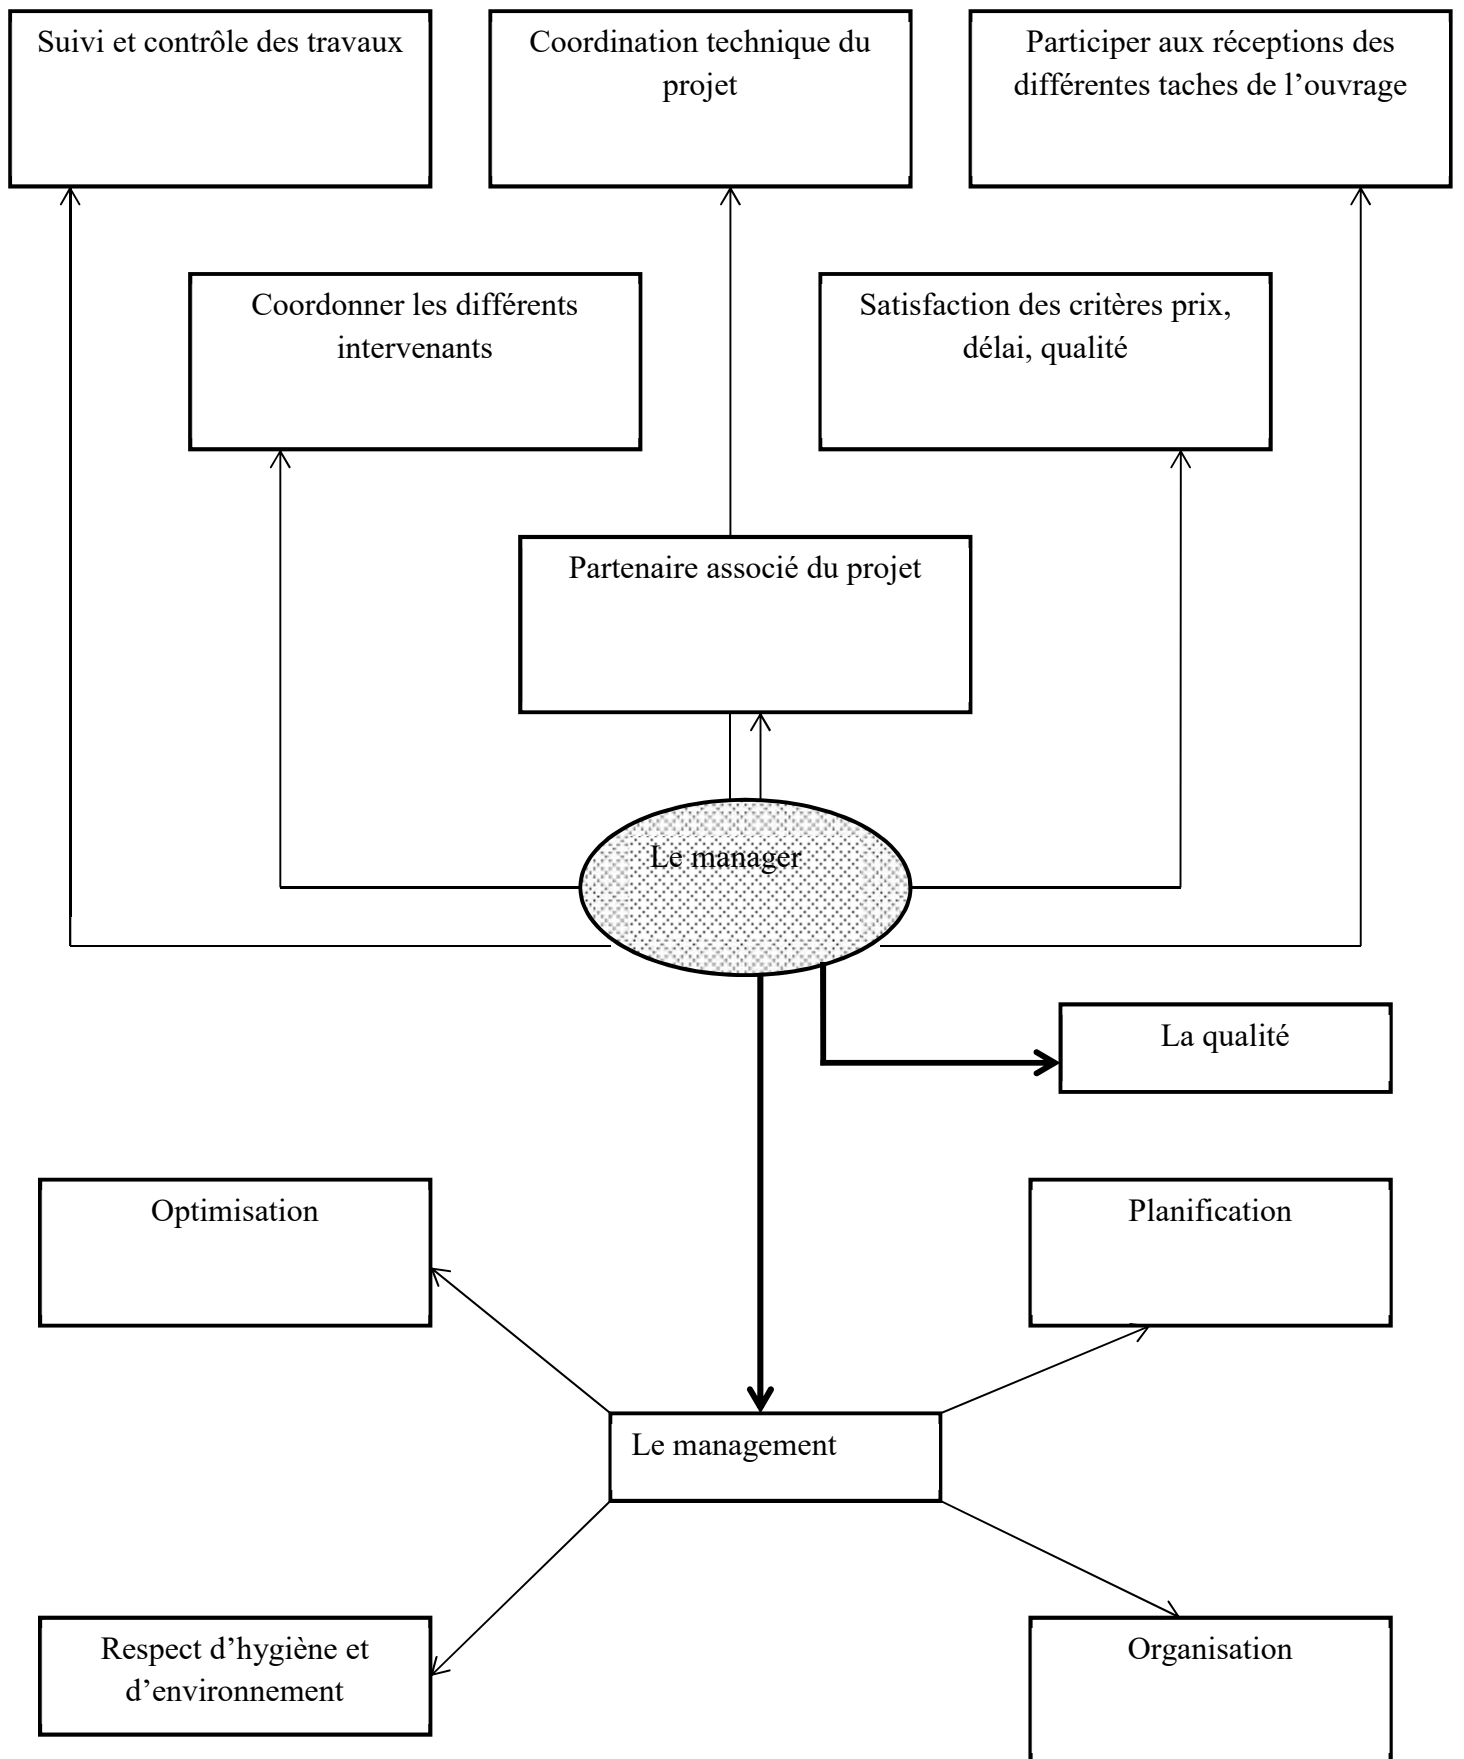 Suivi et contrôle des travaux
Coordination technique du
projet
Participer aux réceptions des
différentes taches de l’ouvrage
Coordonner les différents
intervenants
Satisfaction des critères prix,
délai, qualité
Partenaire associé du projet
Le manager
La qualité
Optimisation
Planification
Le management
Respect d’hygiène et
d’environnement
Organisation